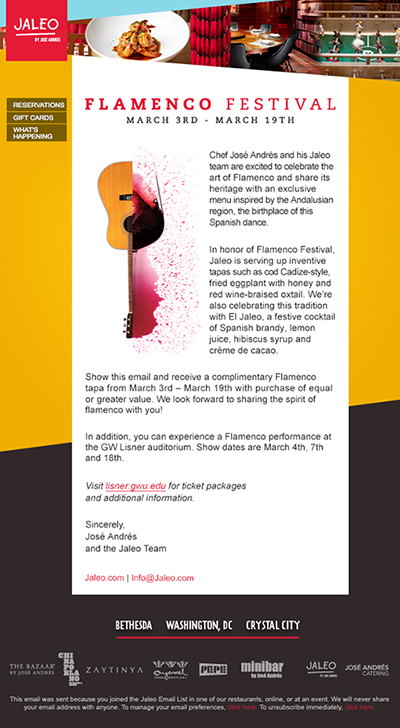 JALEO
BY JOSÉ ANDRÉS
RESERVATIONS
GIFT CARDS
WHAT'S
HAPPENING
FLAMENCO FESTIVAL
MARCH 3RD - MARCH 19TH
Chef José Andrés and his Jaleo
team are excited to celebrate the
art of Flamenco and share its
heritage with an exclusive
menu inspired by the Andalusian
region, the birthplace of this
Spanish dance.
In honor of Flamenco Festival,
Jaleo is serving up inventive
tapas such as cod Cadize-style,
fried eggplant with honey and
red wine-braised oxtail. We're
also celebrating this tradition
with El Jaleo, a festive cocktail
of Spanish brandy, lemon
juice, hibiscus syrup and
crème de cacao.
Show this email and receive a complimentary Flamenco
tapa from March 3rd – March 19th with purchase of equal
or greater value. We look forward to sharing the spirit of
flamenco with you!
In addition, you can experience a Flamenco performance at
the GW Lisner auditorium. Show dates are March 4th, 7th
and 18th.
Visit lisner.gwu.edu for ticket packages
and additional information.
Sincerely,
José Andrés
and the Jaleo Team
Jaleo.com | Info@Jaleo.com
BETHESDA WASHINGTON, DC CRYSTAL CITY
THE BAZAAR
BY JOSÉ ANDRÉS
CHI
NAPO
BLANO
ZAYTINYA
oyamel
PEPE
minibar
by José Andrés
JALEO
BY JOSÉ ANDRÉS
JOSÉ ANDRÉS
CATERING
This email was sent because you joined the Jaleo Email List in one of our restaurants, online, or at an event. We will never share
your email address with anyone. To manage your email preferences, click here. To unsubscribe immediately, click here.